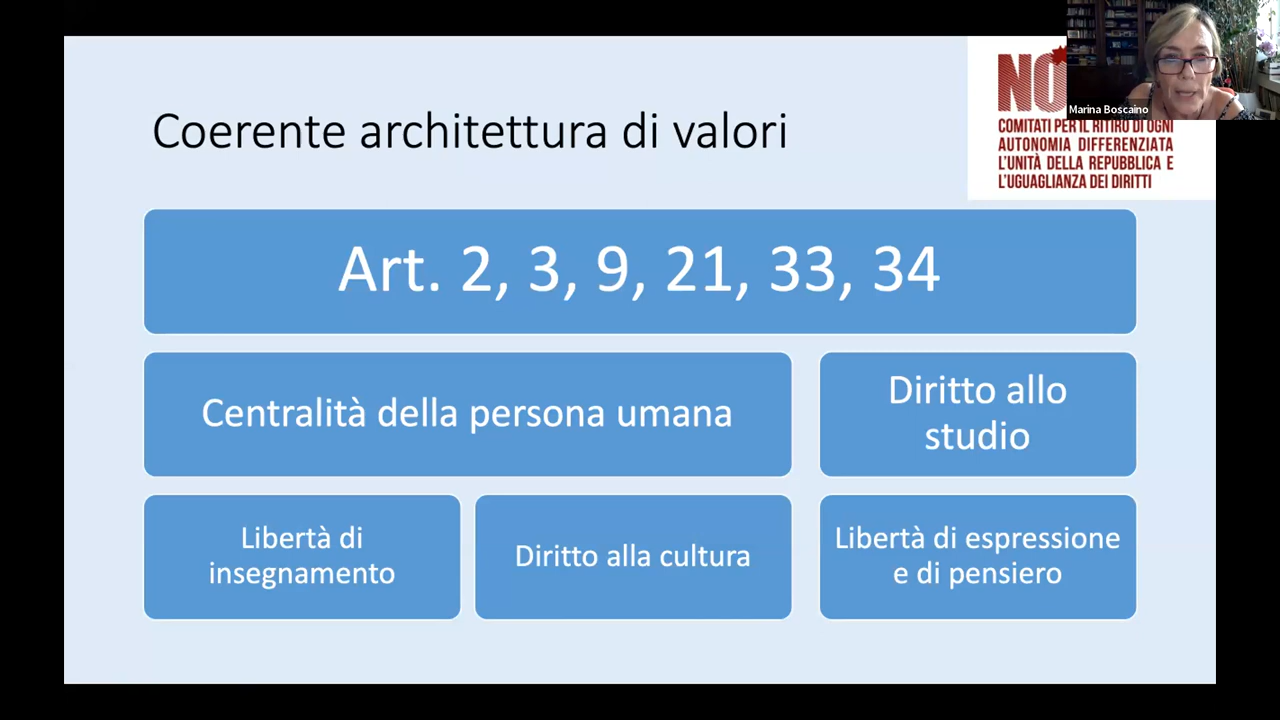 Coerente architettura di valori
NO
Marina Boscaino
COMITATI PER IL RITIRO DI OGNI
AUTONOMIA DIFFERENZIATA
L'UNITÀ DELLA REPUBBLICA E
L'UGUAGLIANZA DEI DIRITTI
Art. 2, 3, 9, 21, 33, 34
Centralità della persona umana
Diritto allo
studio
Libertà di
insegnamento
Diritto alla cultura
Libertà di espressione
e di pensiero